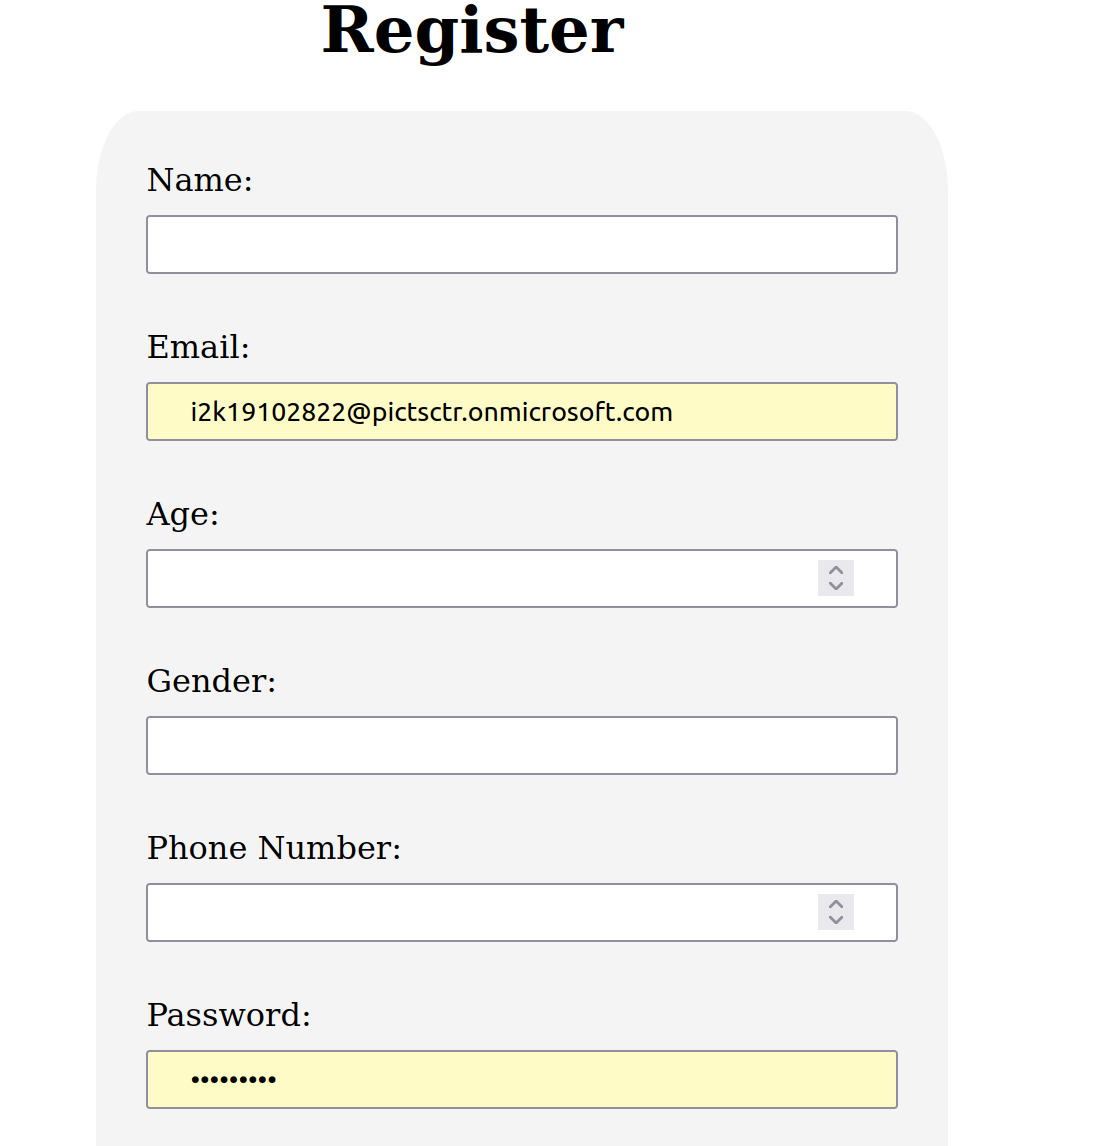 Register
Name:
Email:
i2k19102822@pictsctr.onmicrosoft.com
Age:
Gender:
Phone Number:
Password:
•••••••••